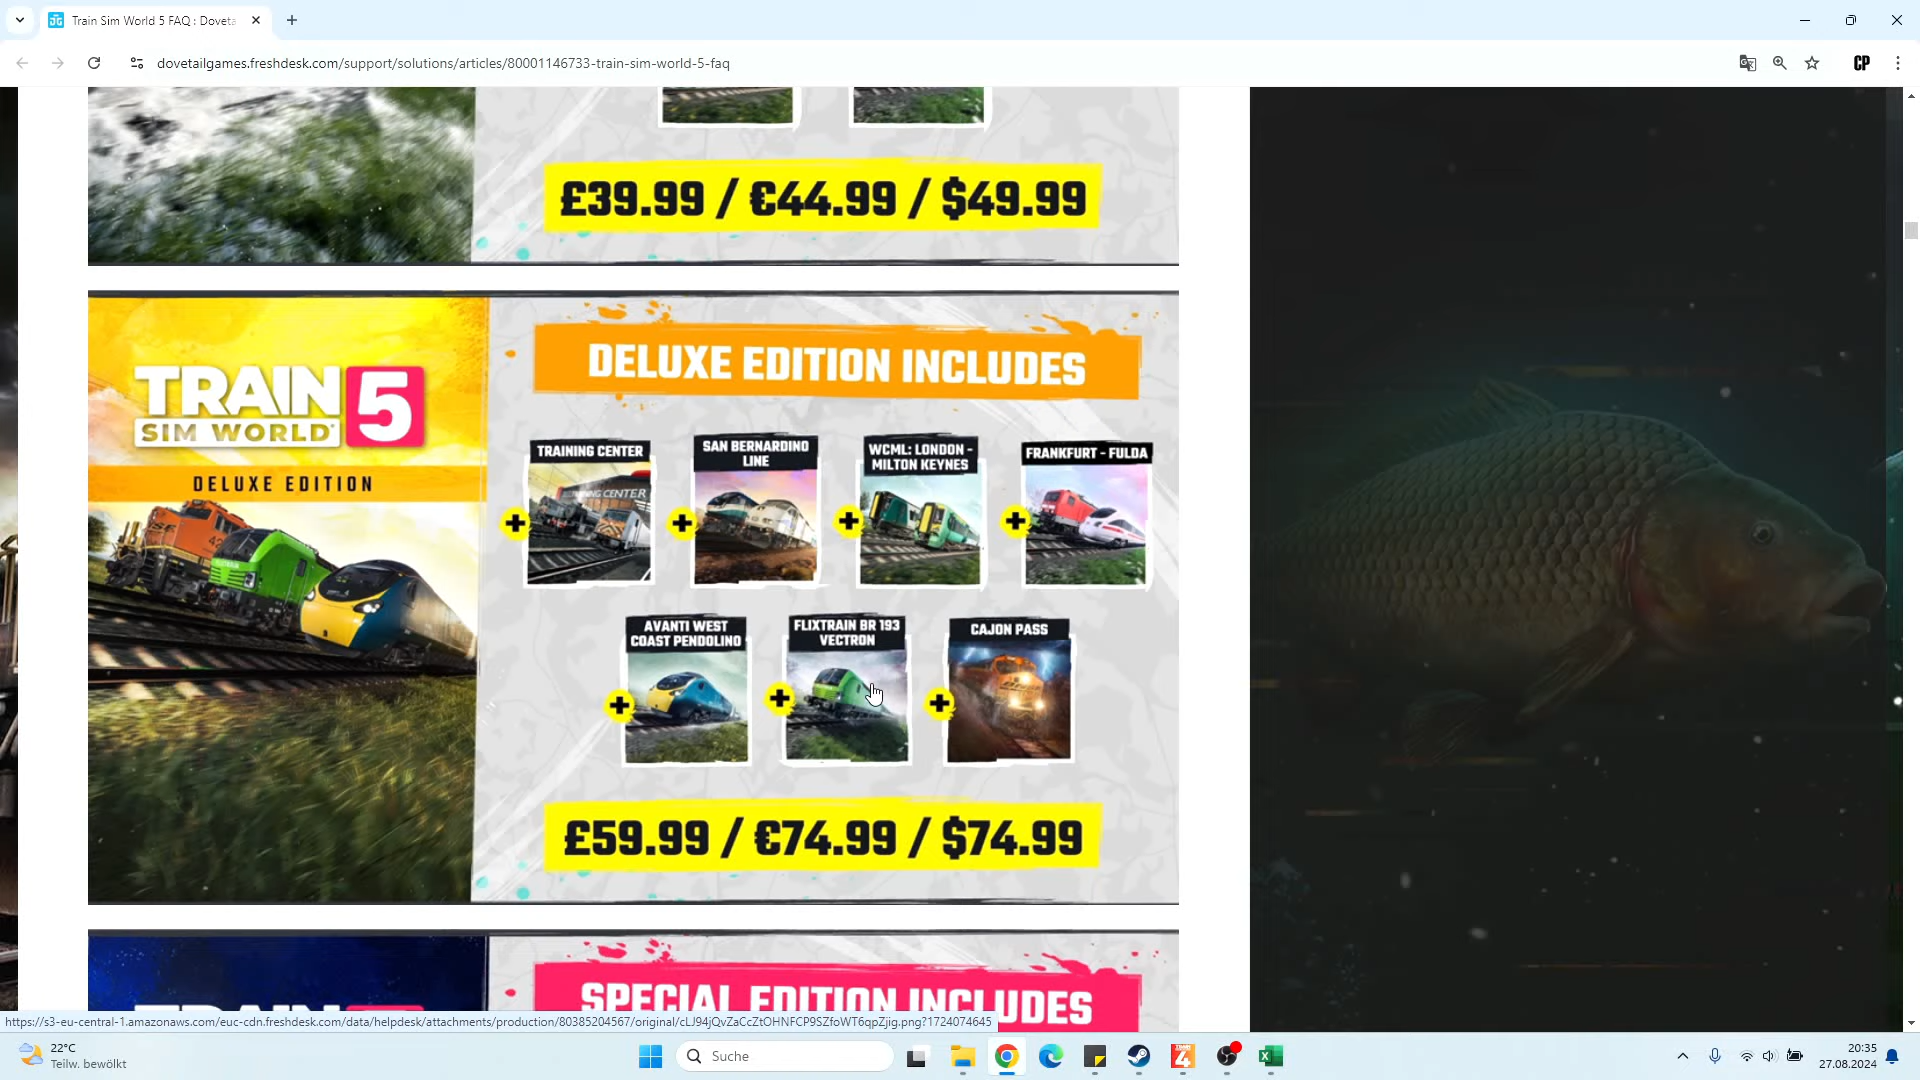 Train Sim World 5 FAQ : Doveta
dovetailgames.freshdesk.com/support/solutions/articles/80001146733-train-sim-world-5-faq
CP
£39.99 / €44.99 / $49.99
TRAIN 5
SIM WORLD
DELUXE EDITION
DELUXE EDITION INCLUDES
TRAINING CENTER
SAN BERNARDINO
LINE
WCML: LONDON -
MILTON KEYNES
FRANKFURT - FULDA
AVANTI WEST
COAST PENDOLINO
FLIXTRAIN BR 193
VECTRON
CAJON PASS
£59.99 / €74.99 / $74.99
SPECIAL EDITION INCLUDES
https://s3-eu-central-1.amazonaws.com/euc-cdn.freshdesk.com/data/helpdesk/attachments/production/80385204567/original/cLJ94jQvZaCcZtOHNFCP9SZfoWT6qpZjig.png?1724074645
22°C
Teilw. bewölkt
Suche
20:35
27.08.2024